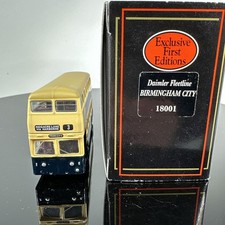 Exclusive
First
Editions
Daimler Fleetline
BIRMINGHAM CITY
18001